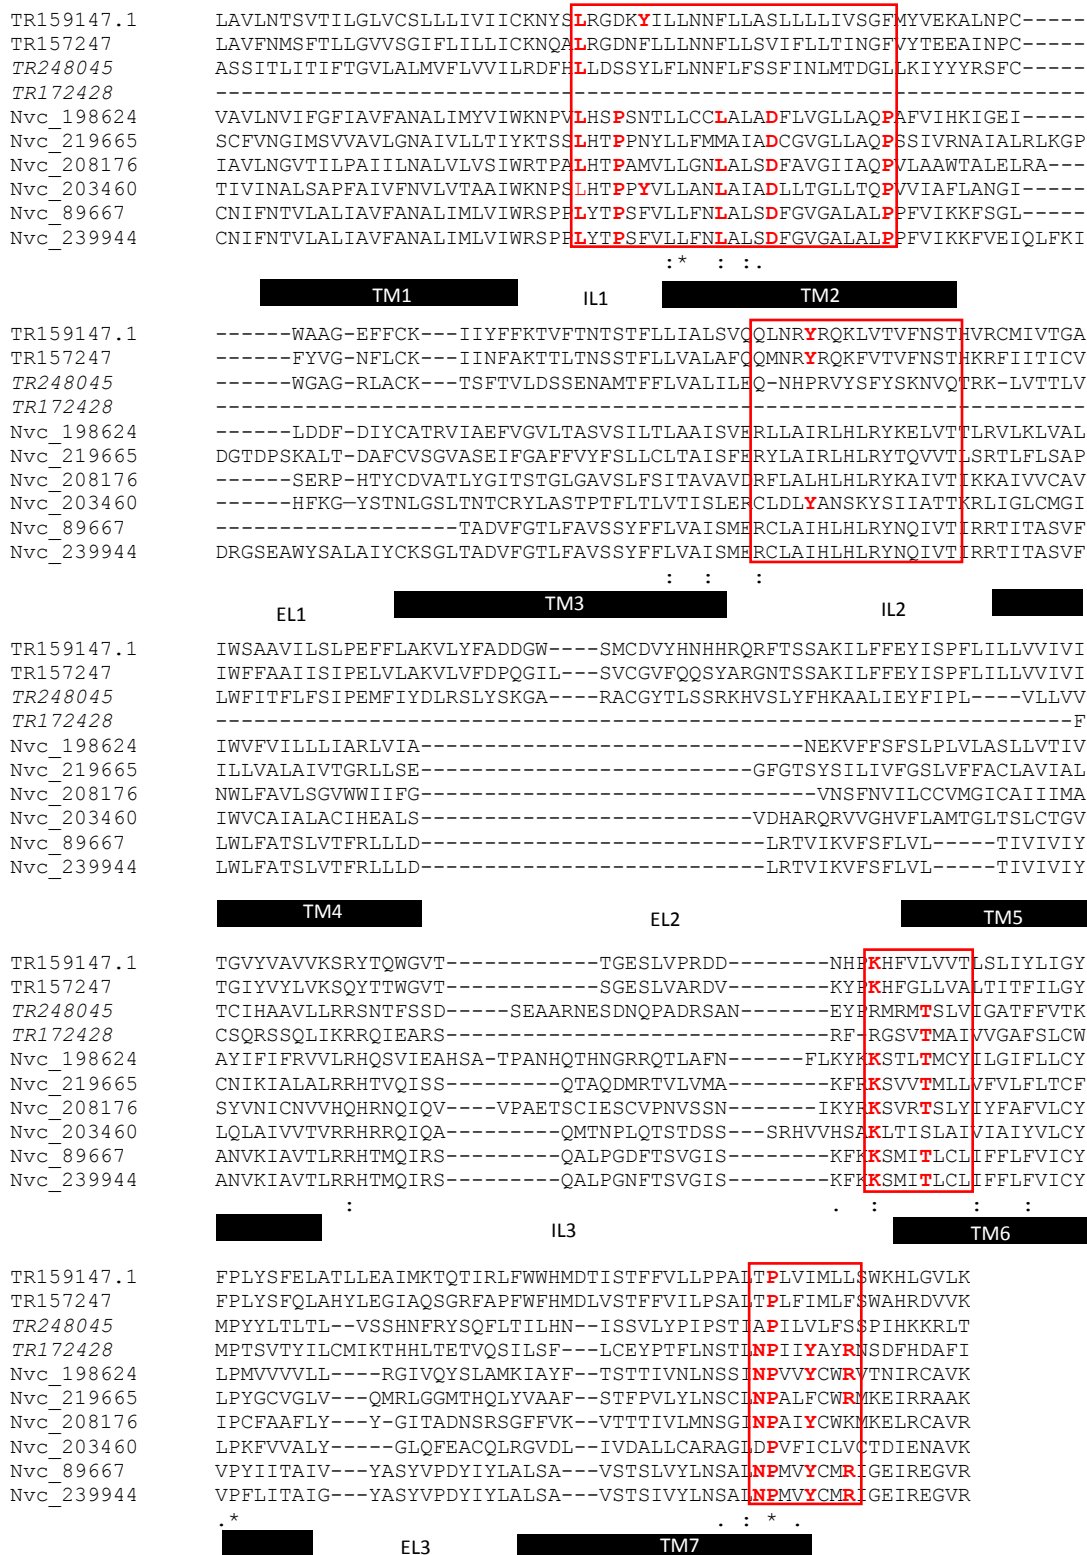 TR159147.1 LAVLNTSVTILGLVCSLLLIVIICKNYSLRGDKYILLNNFLLASLLLLIVSGFMYVEKALNPC-----
TR157247 LAVFNMSFTLLGVVSGIFLILLICKNQALRGDNFLLLNNFLLSVIFLLTINGFVYTEEAINPC-----
TR248045 ASSITLITIFTGVLALMVFLVVILRDFHLLDSSYLFLNNFLFSSFINLMTDGLLKIYYYRSFC-----
TR172428 --------------------------------------------------------------------
Nvc_198624 VAVLNVIFGFIAVFANALIMYVIWKNPVLHSPSNTLLCCLALADFLVGLLAQPAFVIHKIGEI-----
Nvc_219665 SCFVNGIMSVVAVLGNAIVLLTIYKTSSLHTPPNYLLFMMAIADCGVGLLAQPSSIVRNAIALRLKGP
Nvc_208176 IAVLNGVTILPAIILNALVLVSIWRTPALHTPAMVLLGNLALSDFAVGIIAQPVLAAWTALELRA---
Nvc_203460 TIVINALSAPFAIVFNVLVTAAIWKNPSLHTPPYVLLANLAIADLLTGLLTQPVVIAFLANGI-----
Nvc_89667 CNIFNTVLALIAVFANALIMLVIWRSPPLYTPSFVLLFNLALSDFGVGALALPPFVIKKFSGL-----
Nvc_239944 CNIFNTVLALIAVFANALIMLVIWRSPPLYTPSFVLLFNLALSDFGVGALALPPFVIKKFVEIQLFKI
:* : :.
TM1 IL1 TM2
TR159147.1 ------WAAG-EFFCK---IIYFFKTVFTNTSTFLLIALSVQQLNRYRQKLVTVFNSTHVRCMIVTGA
TR157247 ------FYVG-NFLCK---IINFAKTTLTNSSTFLLVALAFQQMNRYRQKFVTVFNSTHKRFIITICV
TR248045 ------WGAG-RLACK---TSFTVLDSSENAMTFFLVALILEQ-NHPRVYSFYSKNVQTRK-LVTTLV
TR172428 --------------------------------------------------------------------
Nvc_198624 ------LDDF-DIYCATRVIAEFVGVLTASVSILTLAAISVERLLAIRLHLRYKELVTTLRVLKLVAL
Nvc_219665 DGTDPSKALT-DAFCVSGVASEIFGAFFVYFSLLCLTAISFERYLAIRLHLRYTQVVTLSRTLFLSAP
Nvc_208176 ------SERP-HTYCDVATLYGITSTGLGAVSLFSITAVAVDRFLALHLHLRYKAIVTIKKAIVVCAV
Nvc_203460 ------HFKG-YSTNLGSLTNTCRYLASTPTFLTLVTISLERCLDLYANSKYSIIATTKRLIGLCMGI
Nvc_89667 -------------------TADVFGTLFAVSSYFFLVAISMERCLAIHLHLRYNQIVTIRRTITASVF
Nvc_239944 DRGSEAWYSALAIYCKSGLTADVFGTLFAVSSYFFLVAISMERCLAIHLHLRYNQIVTIRRTITASVF
: : :
EL1 TM3 IL2
TR159147.1 IWSAAVILSLPEFFLAKVLYFADDGW----SMCDVYHNHHRQRFTSSAKILFFEYISPFLILLVVIVI
TR157247 IWFFAAIISIPELVLAKVLVFDPQGIL---SVCGVFQQSYARGNTSSAKILFFEYISPFLILLVVIVI
TR248045 LWFITFLFSIPEMFIYDLRSLYSKGA----RACGYTLSSRKHVSLYFHKAALIEYFIPL----VLLVV
TR172428 -------------------------------------------------------------------F
Nvc_198624 IWVFVILLLIARLVIA------------------------------NEKVFFSFSLPLVLASLLVTIV
Nvc_219665 ILLVALAIVTGRLLSE--------------------------GFGTSYSILIVFGSLVFFACLAVIAL
Nvc_208176 NWLFAVLSGVWWIIFG-------------------------------VNSFNVILCCVMGICAIIIMA
Nvc_203460 IWVCAIALACIHEALS--------------------------VDHARQRVVGHVFLAMTGLTSLCTGV
Nvc_89667 LWLFATSLVTFRLLLD---------------------------LRTVIKVFSFLVL-----TIVIVIY
Nvc_239944 LWLFATSLVTFRLLLD---------------------------LRTVIKVFSFLVL-----TIVIVIY
TM4 EL2 TM5
TR159147.1 TGVYVAVVKSRYTQWGVT------------TGESLVPRDD--------NHPKHFVLVVTLSLIYLIGY
TR157247 TGIYVYLVKSQYTTWGVT------------SGESLVARDV--------KYPKHFGLLVALTITFILGY
TR248045 TCIHAAVLLRRSNTFSSD-----SEAARNESDNQPADRSAN-------EYPRMRMTSLVIGATFFVTK
TR172428 CSQRSSQLIKRRQIEARS------------------------------RF-RGSVTMAIVVGAFSLCW
Nvc_198624 AYIFIFRVVLRHQSVIEAHSA-TPANHQTHNGRRQTLAFN------FLKYKKSTLTMCYILGIFLLCY
Nvc_219665 CNIKIALALRRHTVQISS---------QTAQDMRTVLVMA--------KFRKSVVTMLLVFVLFLTCF
Nvc_208176 SYVNICNVVHQHRNQIQV-----VPAETSCIESCVPNVSSN-------IKYRKSVRTSLYIYFAFVLCY
Nvc_203460 LQLAIVVTVRRHRRQIQA---------QMTNPLQTSTDSS---SRHVVHSAKLTISLAIVIAIYVLCY
Nvc_89667 ANVKIAVTLRRHTMQIRS---------QALPGDFTSVGIS--------KFKKSMITLCLIFFLFVICY
Nvc_239944 ANVKIAVTLRRHTMQIRS---------QALPGNFTSVGIS--------KFKKSMITLCLIFFLFVICY
: . : : :
IL3 TM6
TR159147.1 FPLYSFELATLLEAIMKTQTIRLFWWHMDTISTFFVLLPPALTPLVIMLLSWKHLGVLK
TR157247 FPLYSFQLAHYLEGIAQSGRFAPFWFHMDLVSTFFVILPSALTPLFIMLFSWAHRDVVK
TR248045 MPYYLTLTL-VSSHNFRYSQFLTILHN--ISSVLYPIPSTIAPILVLFSSPIHKKRLT
TR172428 MPTSVTYILCMIKTHHLTETVQSILSF--LCEYPTFLNSTLNPIIYAYRNSDFHDAFI
Nvc_198624 LPMVVVVLL---RGIVQYSLAMKIAYF--TSTTIVNLNSSINPVVYCWRVTNIRCAVK
Nvc_219665 LPYGCVGLV---QMRLGGMTHQLYVAAF--STFPVLYLNSCLNPALFCWRMKEIRRAAK
Nvc_208176 IPCFAAFLY---Y-GITADNSRSGFFVK--VTTTIVLMNSGINPAIYCWKMKELRCAVR
Nvc_203460 LPKFVVALY----GLQFEACQLRGVDL--IVDALLCARAGLDPVFICLVCTDIENAVK
Nvc_89667 VPYIITAIV---YASYVPDYIYLALSA---VSTSLVYLNSALNPMVYCMRIGEIREGVR
Nvc_239944 VPFLITAIG---YASYVPDYIYLALSA---VSTSIVYLNSALNPMVYCMRIGEIREGVR
.* . : * .
EL3 TM7